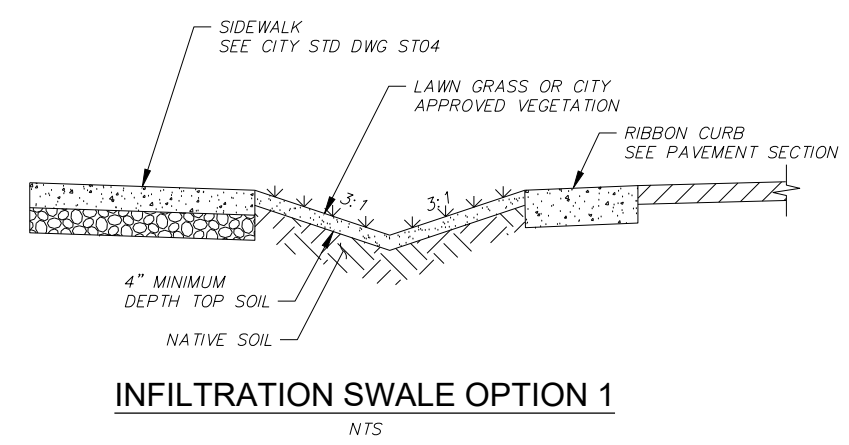 SIDEWALK
SEE CITY STD DWG ST04
LAWN GRASS OR CITY
APPROVED VEGETATION
RIBBON CURB
SEE PAVEMENT SECTION
3:1
3:1
4" MINIMUM
DEPTH TOP SOIL
NATIVE SOIL
INFILTRATION SWALE OPTION 1
NTS